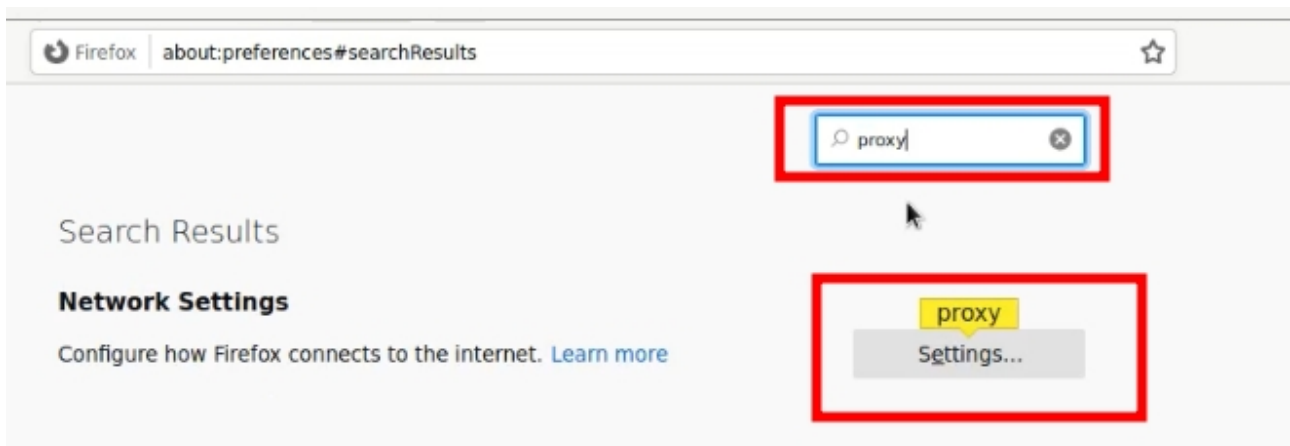 Firefox about:preferences#searchResults
proxy
Search Results
Network Settings
proxy
Configure how Firefox connects to the internet. Learn more
Settings...